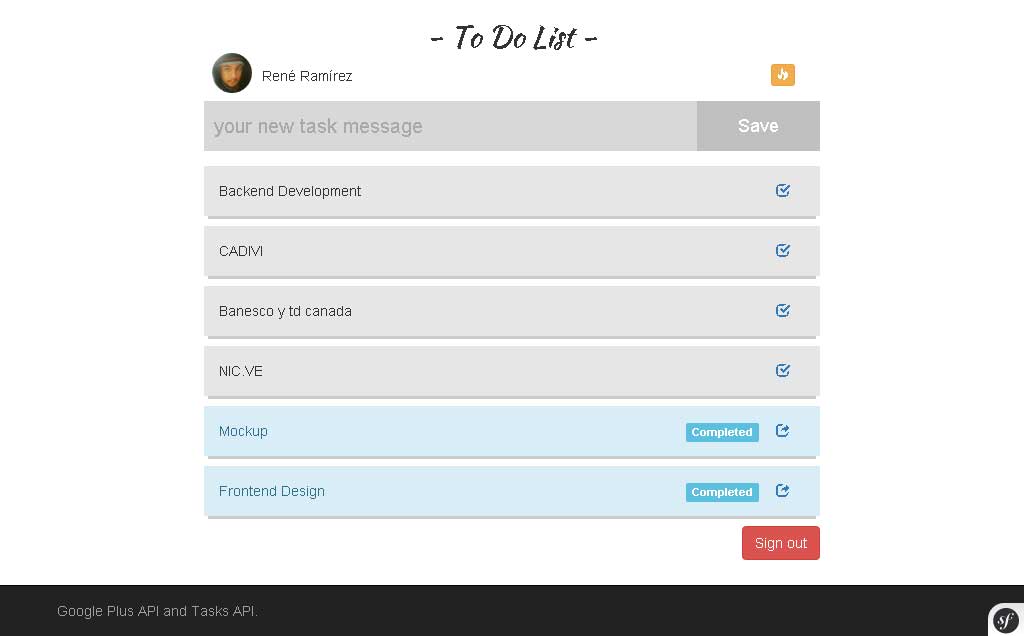 - To Do List -
René Ramírez
your new task message
Save
Backend Development
CADIVI
Banesco y td canada
NIC.VE
Mockup Completed
Frontend Design Completed
Sign out
Google Plus API and Tasks API.
sf